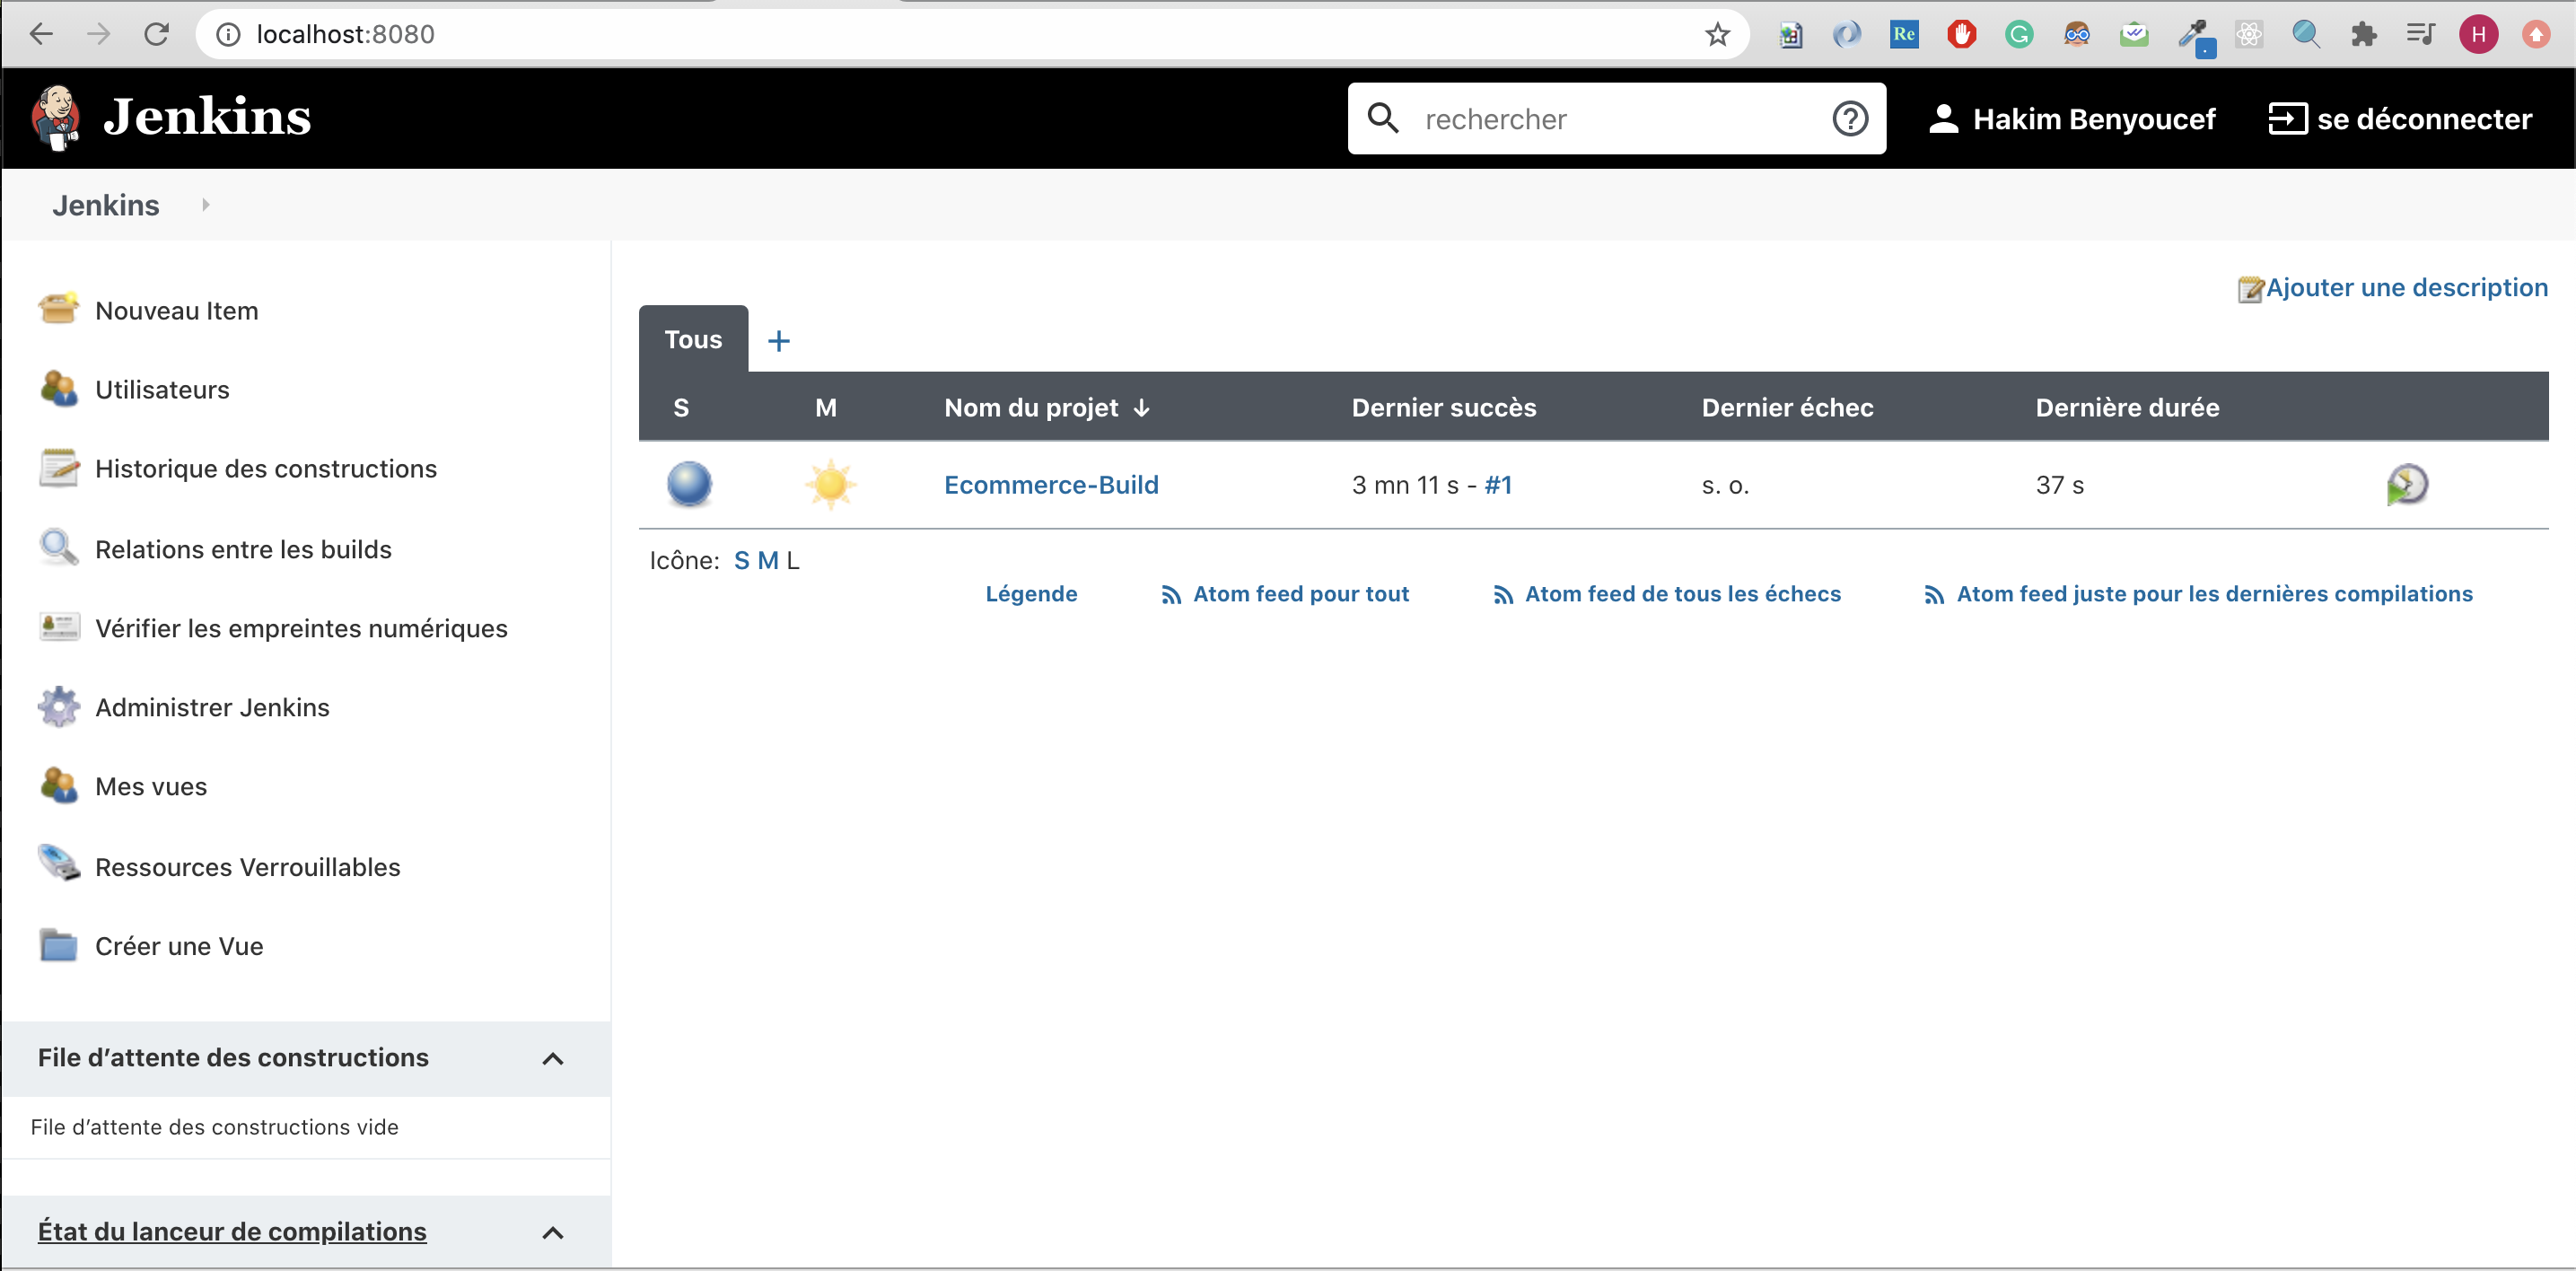 localhost:8080
Re
H
Jenkins
rechercher
Hakim Benyoucef
se déconnecter
Jenkins
Nouveau Item
Utilisateurs
Historique des constructions
Relations entre les builds
Vérifier les empreintes numériques
Administrer Jenkins
Mes vues
Ressources Verrouillables
Créer une Vue
File d’attente des constructions
File d’attente des constructions vide
État du lanceur de compilations
Ajouter une description
Tous +
S M Nom du projet ↓ Dernier succès Dernier échec Dernière durée
Ecommerce-Build 3 mn 11 s - #1 s. o. 37 s
Icône: S M L
Légende Atom feed pour tout Atom feed de tous les échecs Atom feed juste pour les dernières compilations